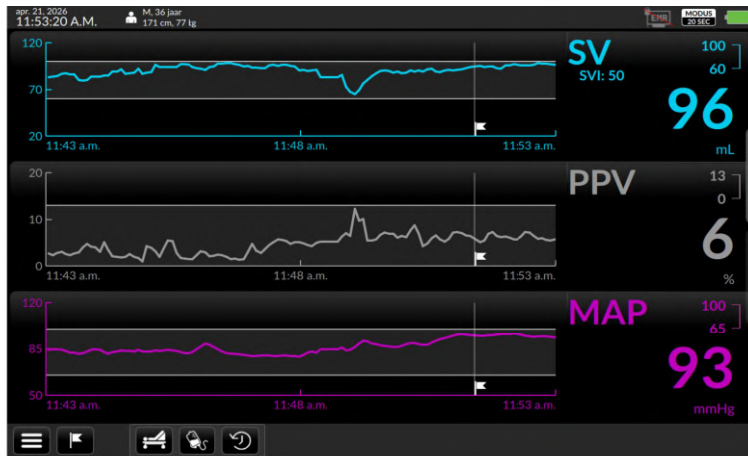 apr. 21, 2026
11:53:20 A.M.
M, 36 jaar
171 cm, 77 kg
EMR
MODUS
20 SEC
120
70
20
11:43 a.m.
11:48 a.m.
11:53 a.m.
SV
SVI: 50
100
60
96
mL
20
10
0
11:43 a.m.
11:48 a.m.
11:53 a.m.
PPV
13
0
6
%
120
85
50
11:43 a.m.
11:48 a.m.
11:53 a.m.
MAP
100
65
93
mmHg